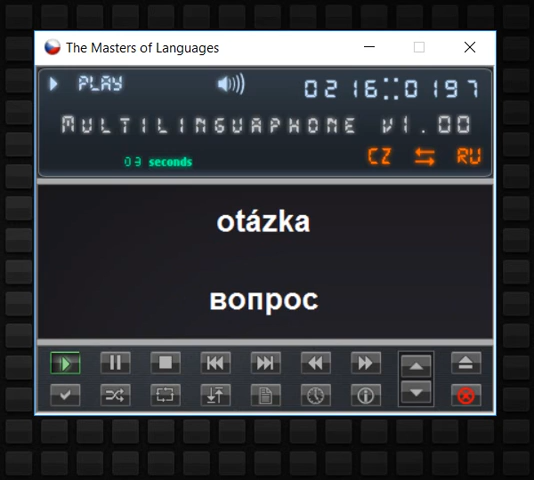 The Masters of Languages
PLAY
0216::0197
MULTILINGUAPHONE v1.00
03 seconds
CZ RU
otázka
вопрос